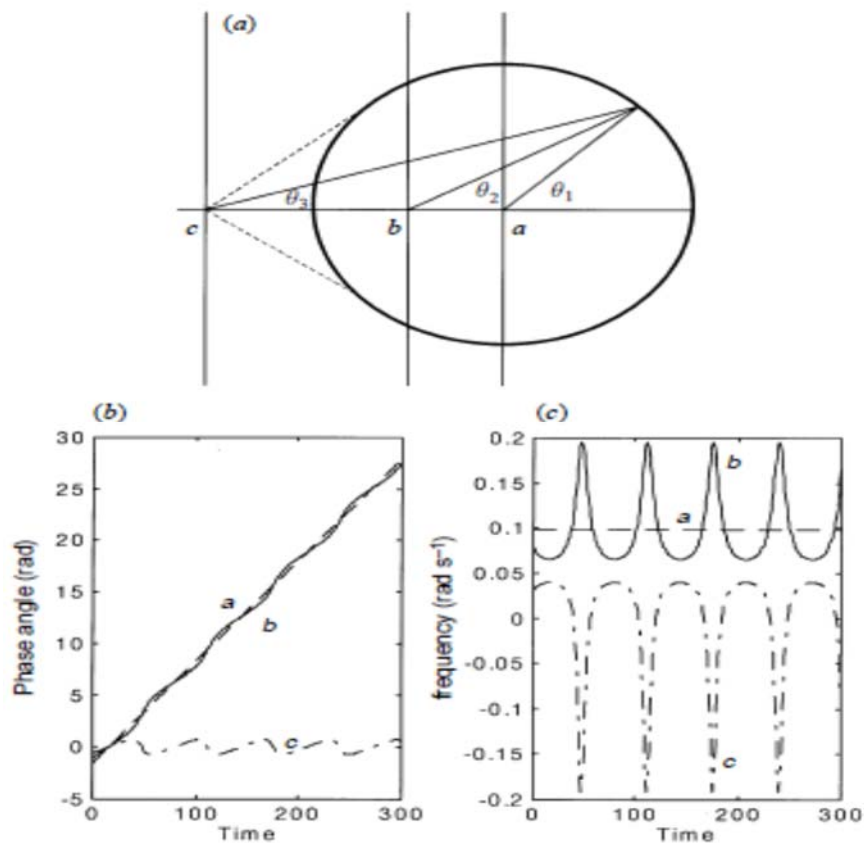 (a)
θ3
θ2
θ1
c
b
a
(b)
30
25
20
15
10
5
0
-5
Phase angle (rad)
a
b
c
0
100
200
300
Time
(c)
0.2
0.15
0.1
0.05
0
-0.05
-0.1
-0.15
-0.2
frequency (rad s⁻¹)
b
a
c
0
100
200
300
Time